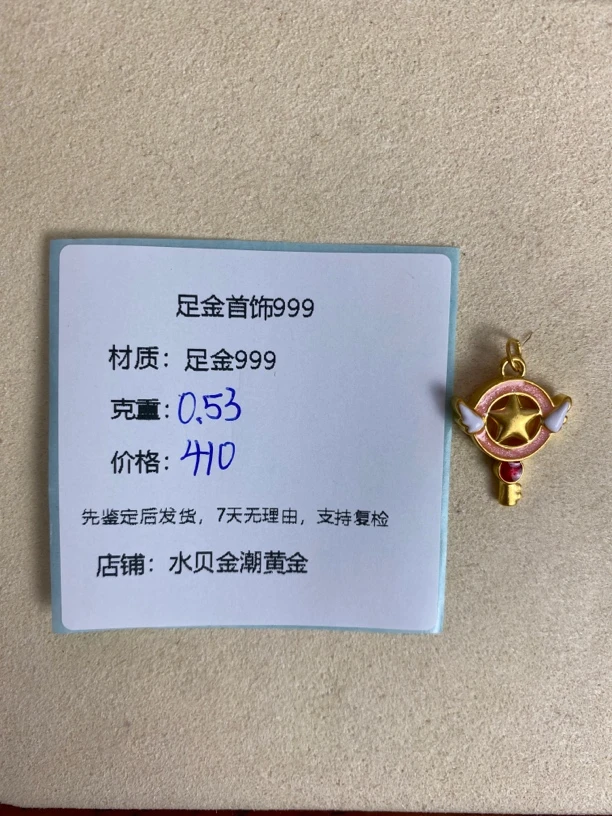 足金首饰999
材质：足金999
克重：0.53
价格：410
先鉴定后发货，7天无理由，支持复检
店铺：水贝金潮黄金